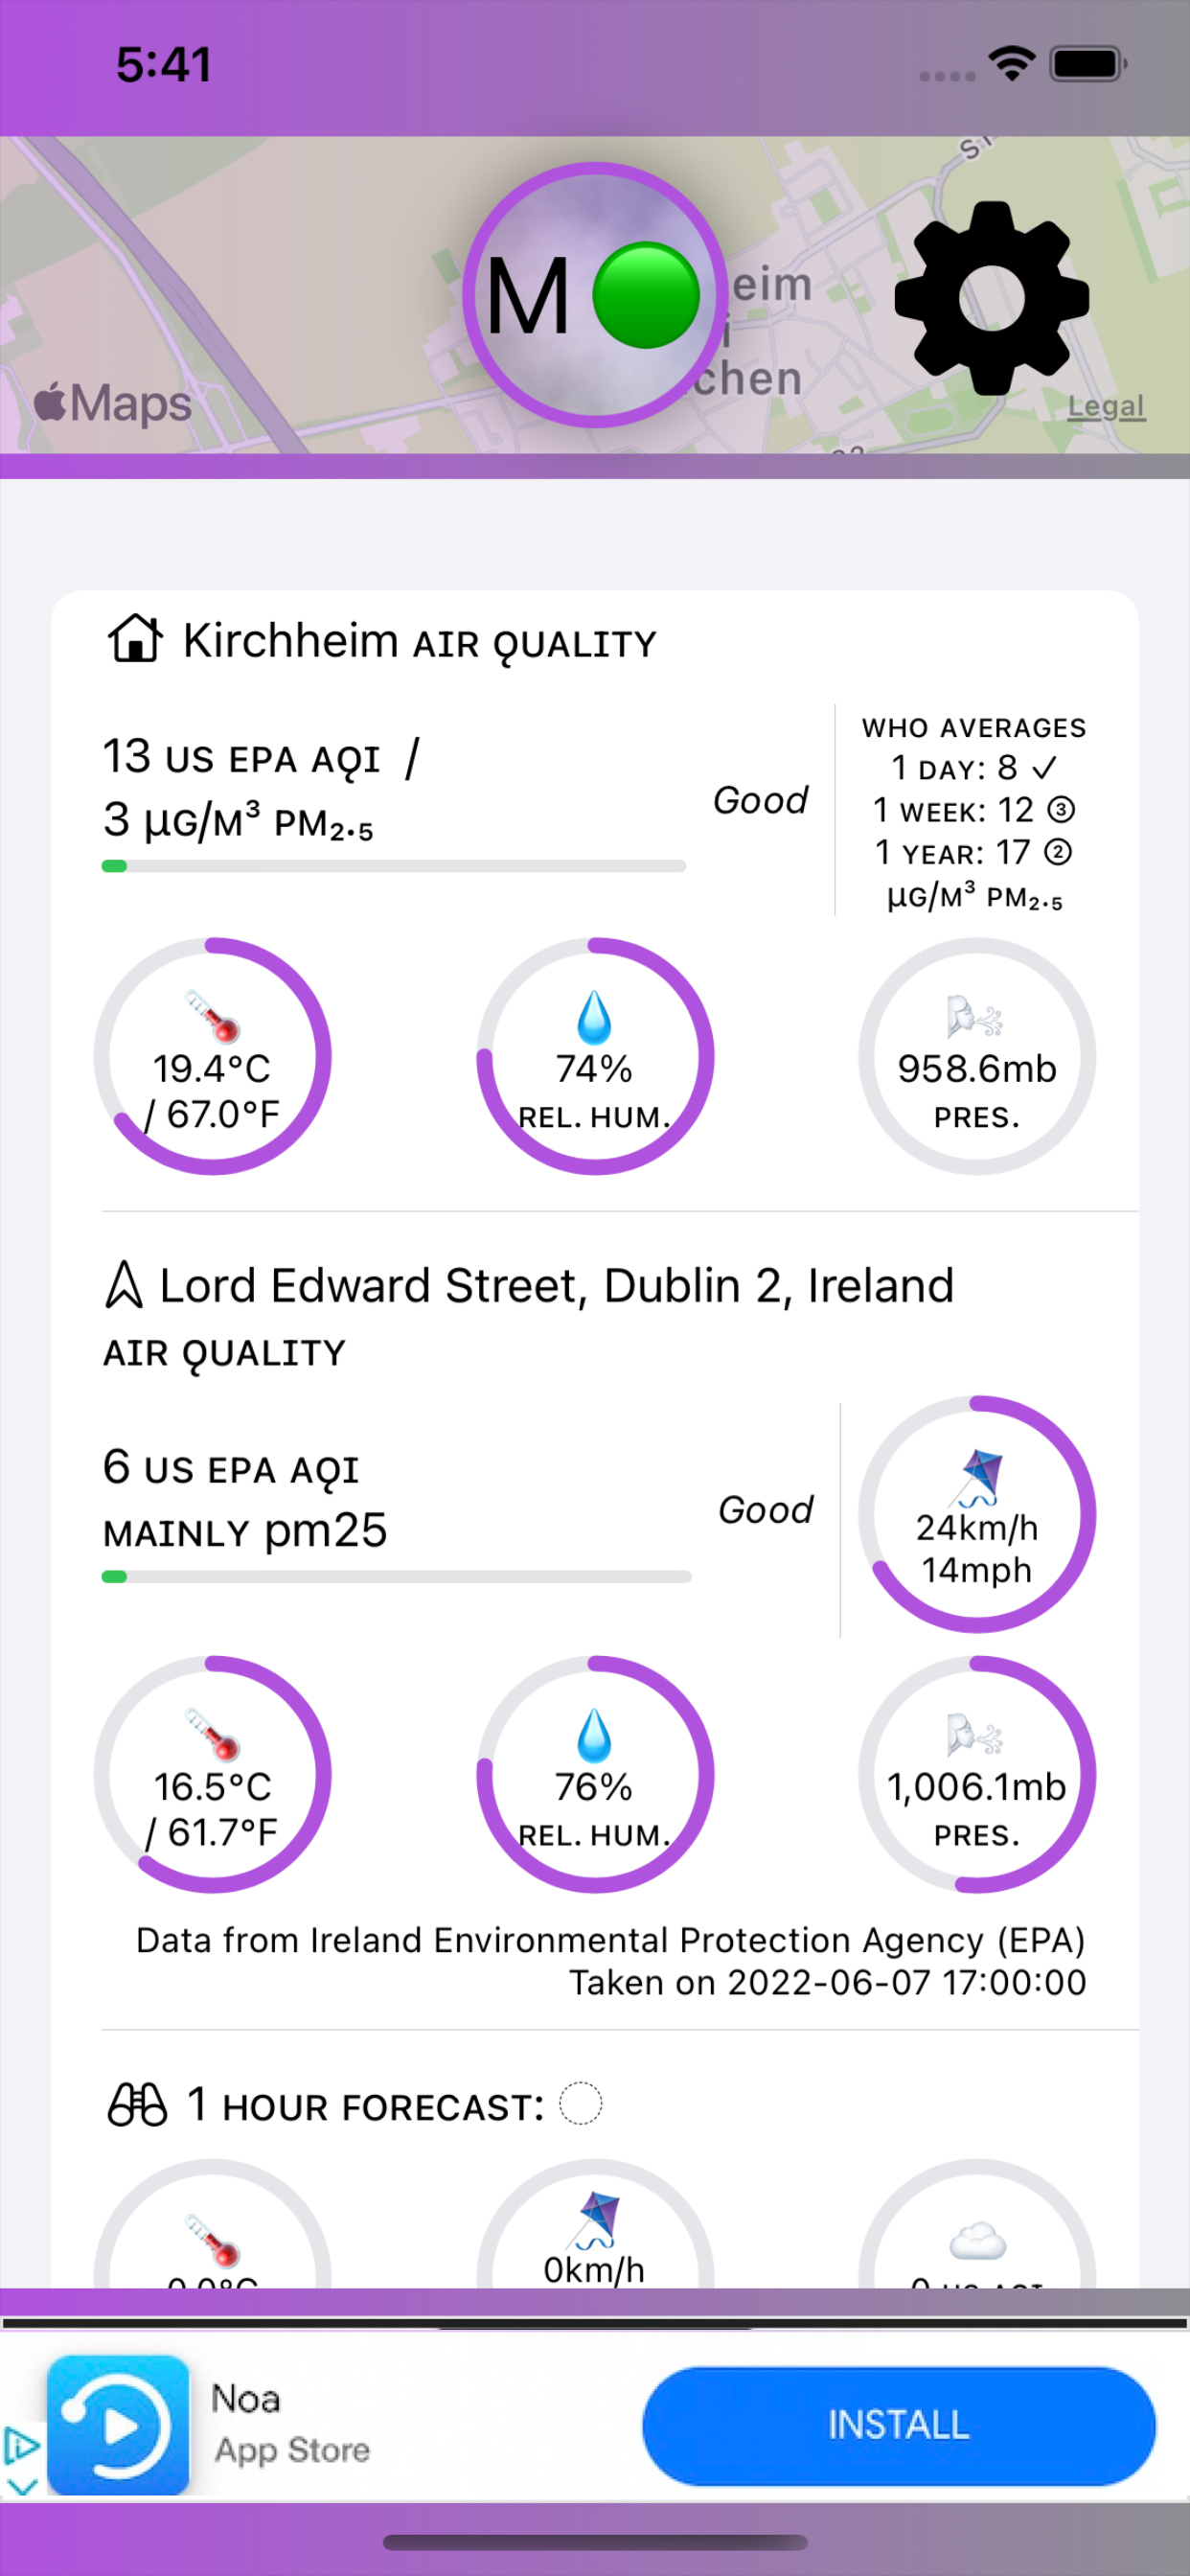 5:41
M
eim
i
chen
Maps
Legal
Kirchheim AIR QUALITY
13 US EPA AQI /
3 µG/M³ PM₂.₅
Good
WHO AVERAGES
1 DAY: 8 ✓
1 WEEK: 12 ③
1 YEAR: 17 ②
µG/M³ PM₂.₅
19.4°C
/ 67.0°F
74%
REL. HUM.
958.6mb
PRES.
Lord Edward Street, Dublin 2, Ireland
AIR QUALITY
6 US EPA AQI
MAINLY pm25
Good
24km/h
14mph
16.5°C
/ 61.7°F
76%
REL. HUM.
1,006.1mb
PRES.
Data from Ireland Environmental Protection Agency (EPA)
Taken on 2022-06-07 17:00:00
1 HOUR FORECAST:
0.0°C
0km/h
0 US AQI
Noa
App Store
INSTALL